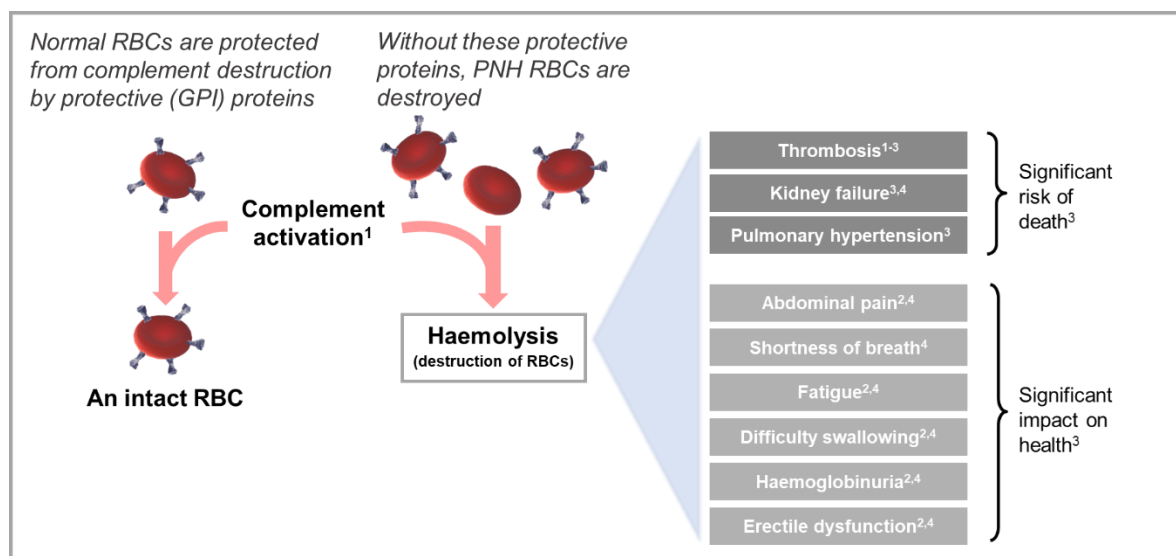 Normal RBCs are protected
from complement destruction
by protective (GPI) proteins
Without these protective
proteins, PNH RBCs are
destroyed
Complement
activation¹
An intact RBC
Haemolysis
(destruction of RBCs)
Thrombosis¹⁻³
Kidney failure³,⁴
Pulmonary hypertension³
Significant
risk of
death³
Abdominal pain²,⁴
Shortness of breath⁴
Fatigue²,⁴
Difficulty swallowing²,⁴
Haemoglobinuria²,⁴
Erectile dysfunction²,⁴
Significant
impact on
health³